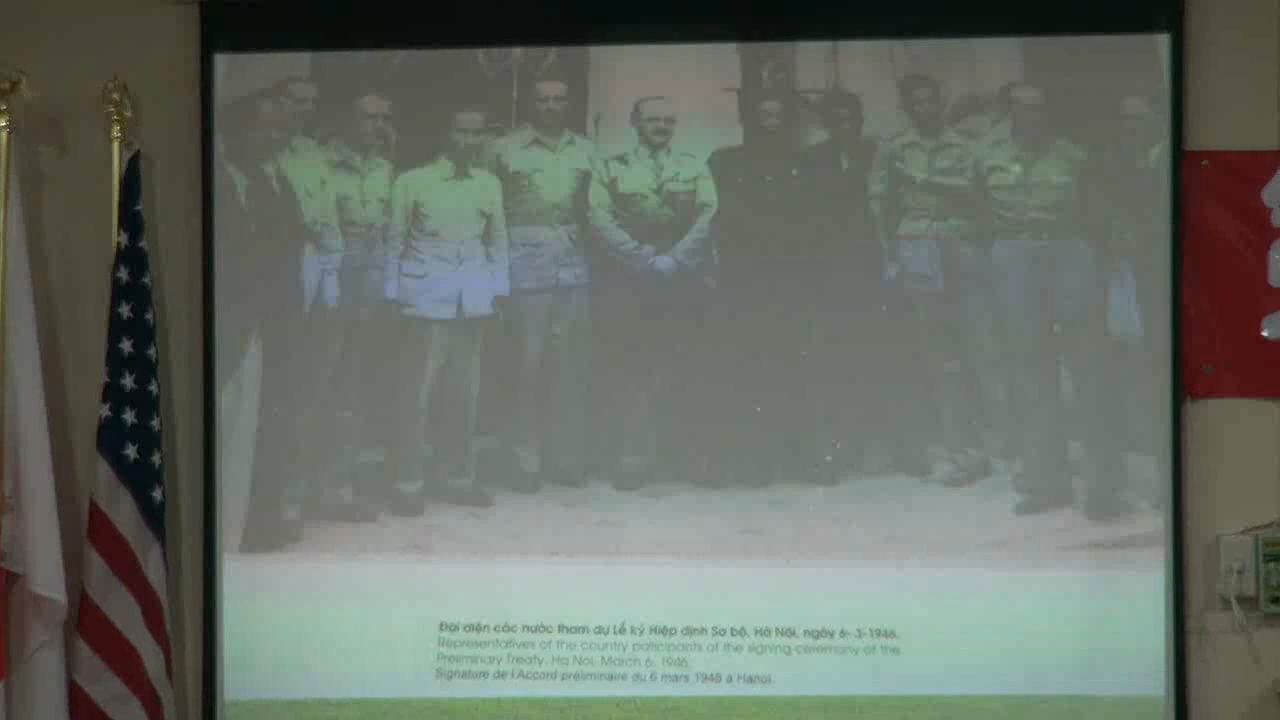 Đại diện các nước tham dự Lễ ký Hiệp định Sơ bộ, Hà Nội, ngày 6- 3-1946.
Representatives of the country paticipants of the signing ceremony of the
Preliminary Treaty, Ha Noi, March 6, 1946.
Signature de l'Accord préliminaire du 6 mars 1946 à Hanoi.